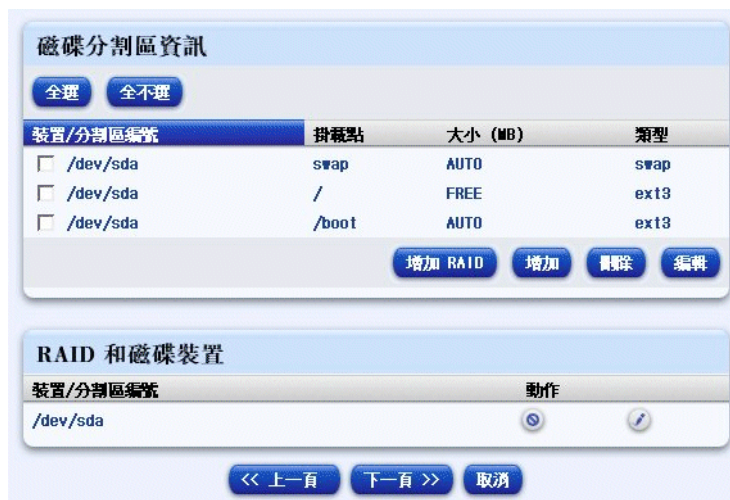 磁碟分割區資訊
全選 全不選
裝置/分割區編號 掛載點 大小 (MB) 類型
/dev/sda swap AUTO swap
/dev/sda / FREE ext3
/dev/sda /boot AUTO ext3
增加 RAID 增加 刪除 編輯
RAID 和磁碟裝置
裝置/分割區編號 動作
/dev/sda
<< 上一頁 下一頁 >> 取消